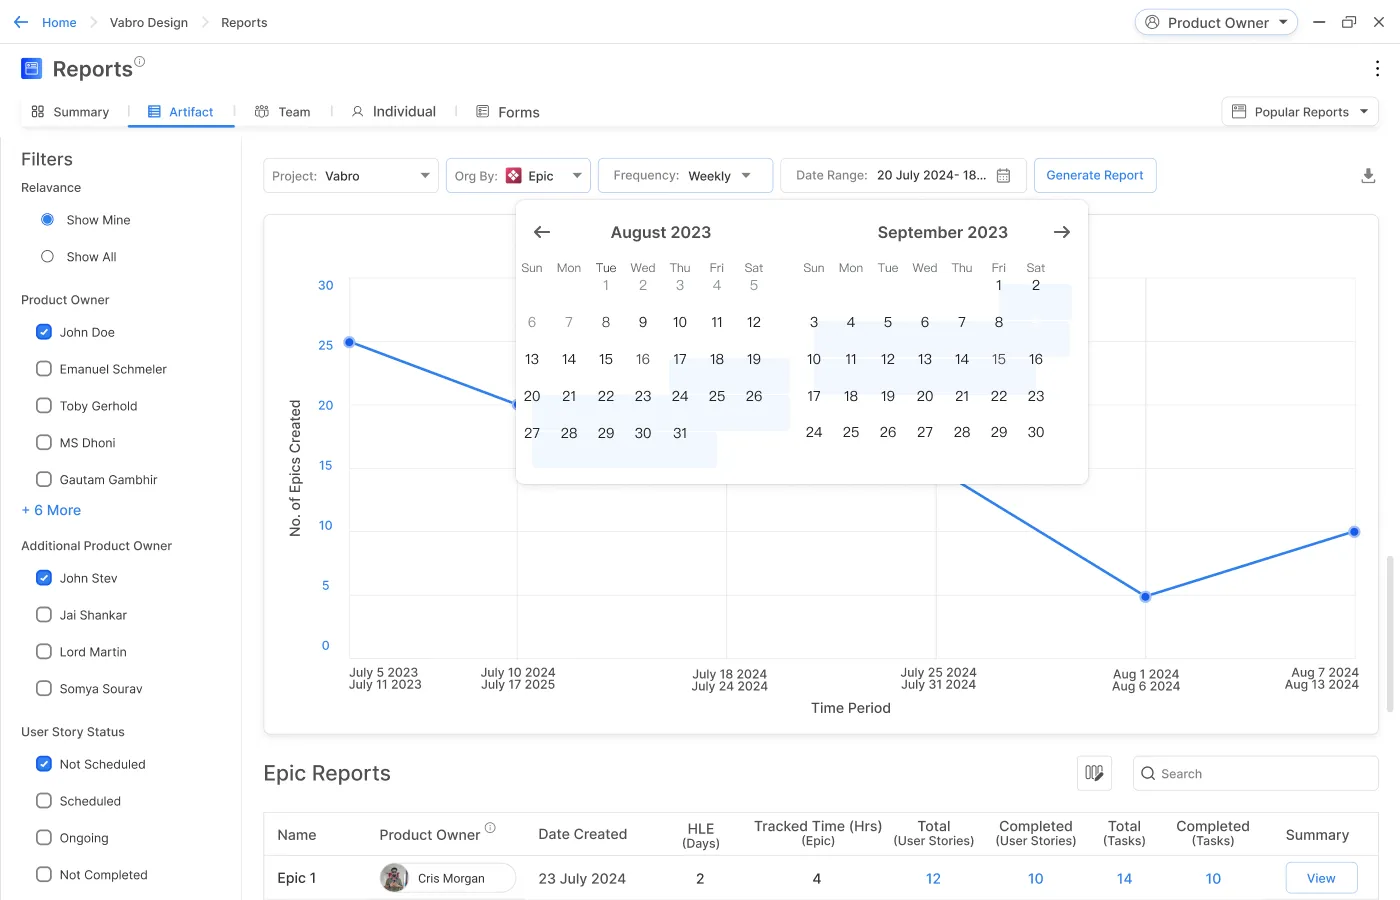 Home Vabro Design Reports
Product Owner
Reports
Summary Artifact Team Individual Forms
Popular Reports
Filters
Relavance
Show Mine
Show All
Product Owner
John Doe
Emanuel Schmeler
Toby Gerhold
MS Dhoni
Gautam Gambhir
+ 6 More
Additional Product Owner
John Stev
Jai Shankar
Lord Martin
Somya Sourav
User Story Status
Not Scheduled
Scheduled
Ongoing
Not Completed
Project: Vabro
Org By: Epic
Frequency: Weekly
Date Range: 20 July 2024- 18...
Generate Report
August 2023
Sun Mon Tue Wed Thu Fri Sat
1 2 3 4 5
6 7 8 9 10 11 12
13 14 15 16 17 18 19
20 21 22 23 24 25 26
27 28 29 30 31
September 2023
Sun Mon Tue Wed Thu Fri Sat
1 2
3 4 5 6 7 8
10 11 12 13 14 15 16
17 18 19 20 21 22 23
24 25 26 27 28 29 30
No. of Epics Created
30
25
20
15
10
5
0
July 5 2023
July 11 2023
July 10 2024
July 17 2025
July 18 2024
July 24 2024
July 25 2024
July 31 2024
Aug 1 2024
Aug 6 2024
Aug 7 2024
Aug 13 2024
Time Period
Epic Reports
Search
Name Product Owner Date Created HLE (Days) Tracked Time (Hrs) (Epic) Total (User Stories) Completed (User Stories) Total (Tasks) Completed (Tasks) Summary
Epic 1 Cris Morgan 23 July 2024 2 4 12 10 14 10 View